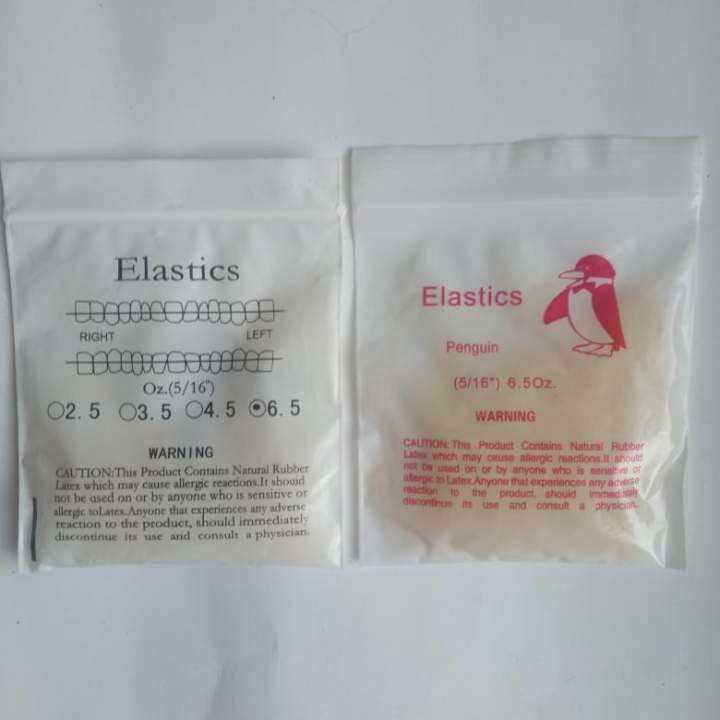 Elastics
RIGHT LEFT
Oz.(5/16")
2.5 3.5 4.5 6.5
WARNING
CAUTION:This Product Contains Natural Rubber
Latex which may cause allergic reactions.It shouid
not be used on or by anyone who is sensitive or
allergic toLatex.Anyone that experiences any adverse
reaction to the product, should immediately
discontinue its use and consult a physician.
Elastics
Penguin
(5/16") 6.5Oz.
WARNING
CAUTION:This Product Contains Natural Rubber
Latex which may cause allergic reactions.It should
not be used on or by anyone who is sensitive or
allergic to Latex.Anyone that experiences any adverse
reaction to the product, should immediately
discontinue its use and consult a physician.